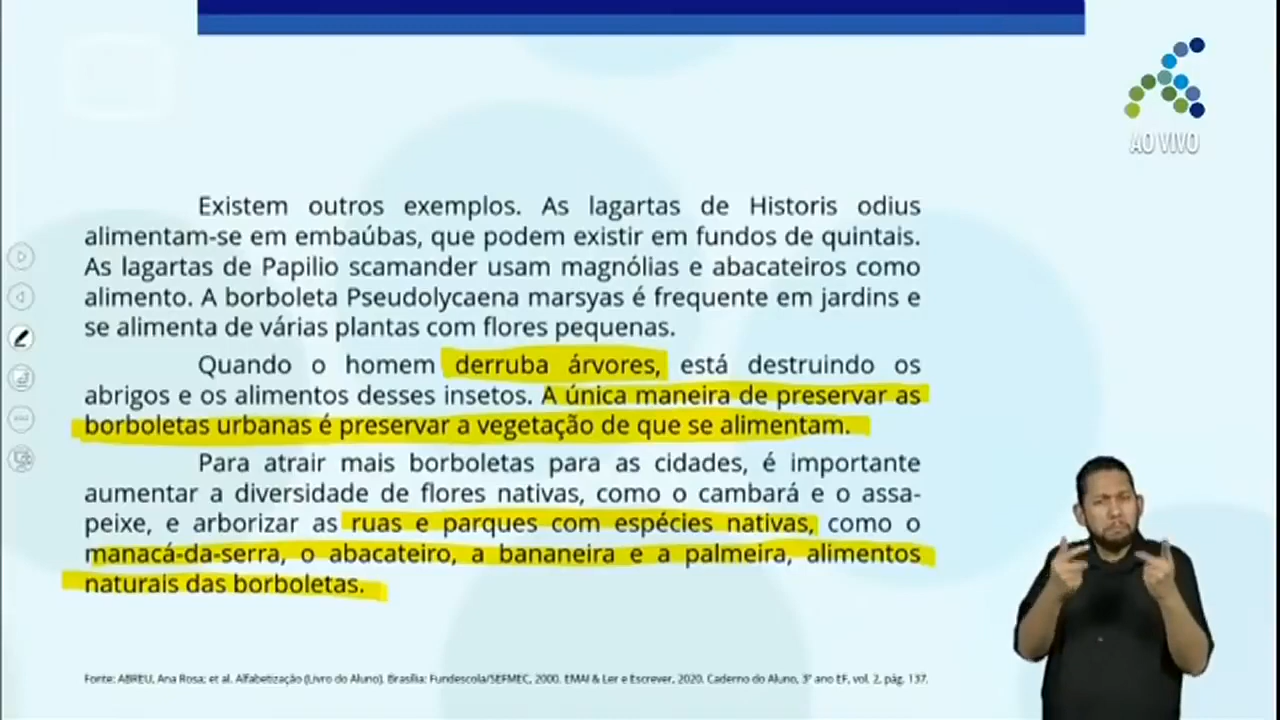 AO VIVO
Existem outros exemplos. As lagartas de Historis odius
alimentam-se em embaúbas, que podem existir em fundos de quintais.
As lagartas de Papilio scamander usam magnólias e abacateiros como
alimento. A borboleta Pseudolycaena marsyas é frequente em jardins e
se alimenta de várias plantas com flores pequenas.
Quando o homem derruba árvores, está destruindo os
abrigos e os alimentos desses insetos. A única maneira de preservar as
borboletas urbanas é preservar a vegetação de que se alimentam.
Para atrair mais borboletas para as cidades, é importante
aumentar a diversidade de flores nativas, como o cambará e o assa-
peixe, e arborizar as ruas e parques com espécies nativas, como o
manacá-da-serra, o abacateiro, a bananeira e a palmeira, alimentos
naturais das borboletas.
Fonte: ABREU, Ana Rosa; et al. Alfabetização (Livro do Aluno). Brasília: Fundescola/SEFMEC, 2000. EMAI & Ler e Escrever, 2020. Caderno do Aluno, 3º ano EF, vol. 2, pág. 137.